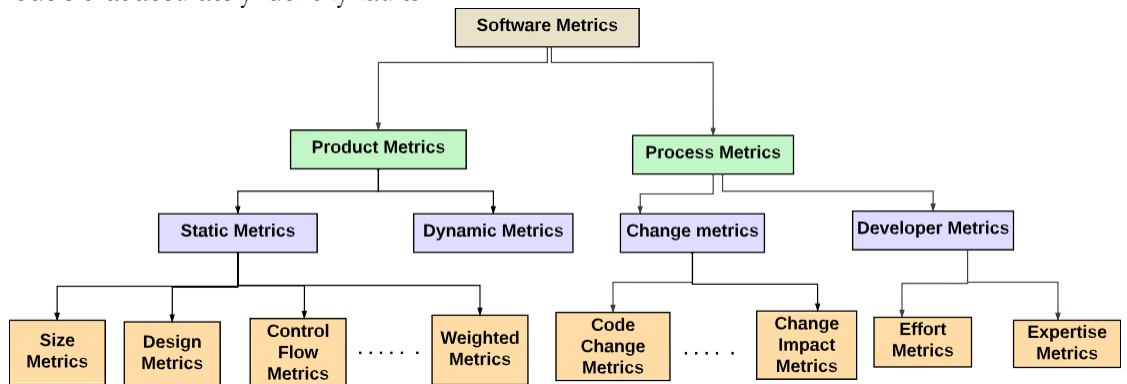 Software Metrics
Product Metrics
Process Metrics
Static Metrics
Dynamic Metrics
Change metrics
Developer Metrics
Size
Metrics
Design
Metrics
Control
Flow
Metrics
......
Weighted
Metrics
Code
Change
Metrics
.....
Change
Impact
Metrics
Effort
Metrics
Expertise
Metrics